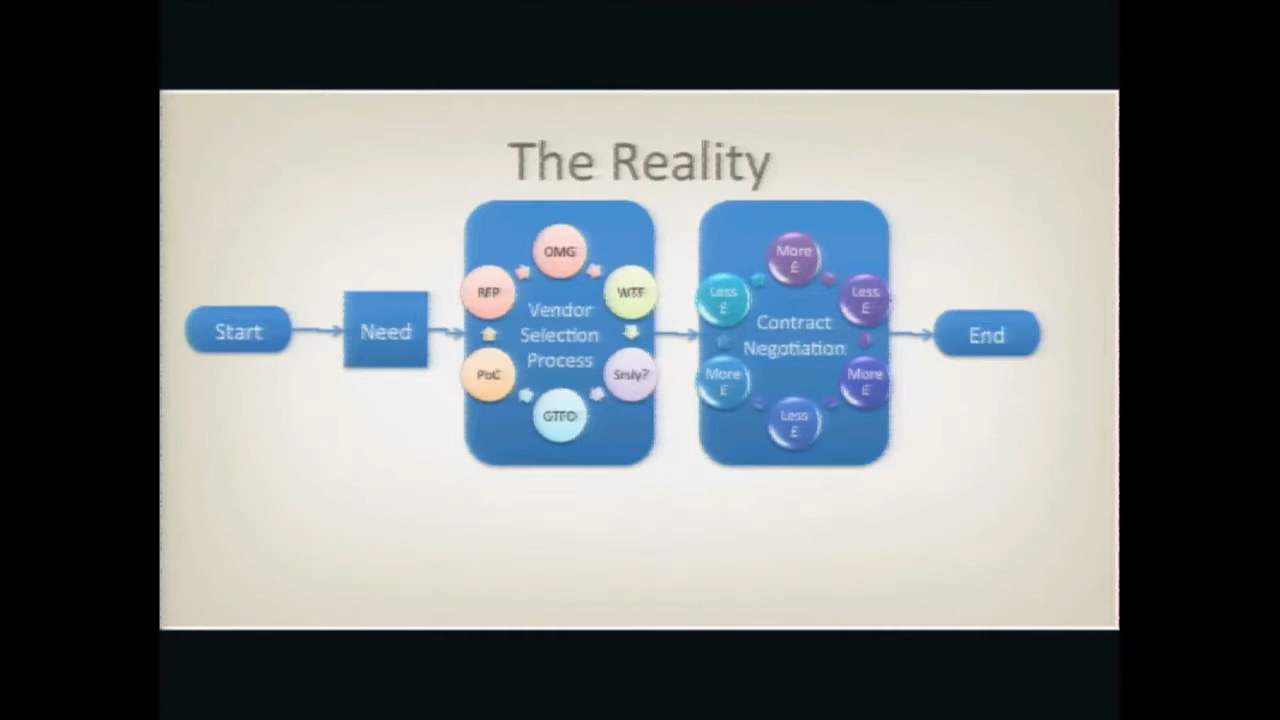 The Reality
Start
Need
OMG
WTF
Srsly?
GTFO
PoC
RFP
Vendor
Selection
Process
More
£
Less
£
More
£
Less
£
More
£
Less
£
Contract
Negotiation
End